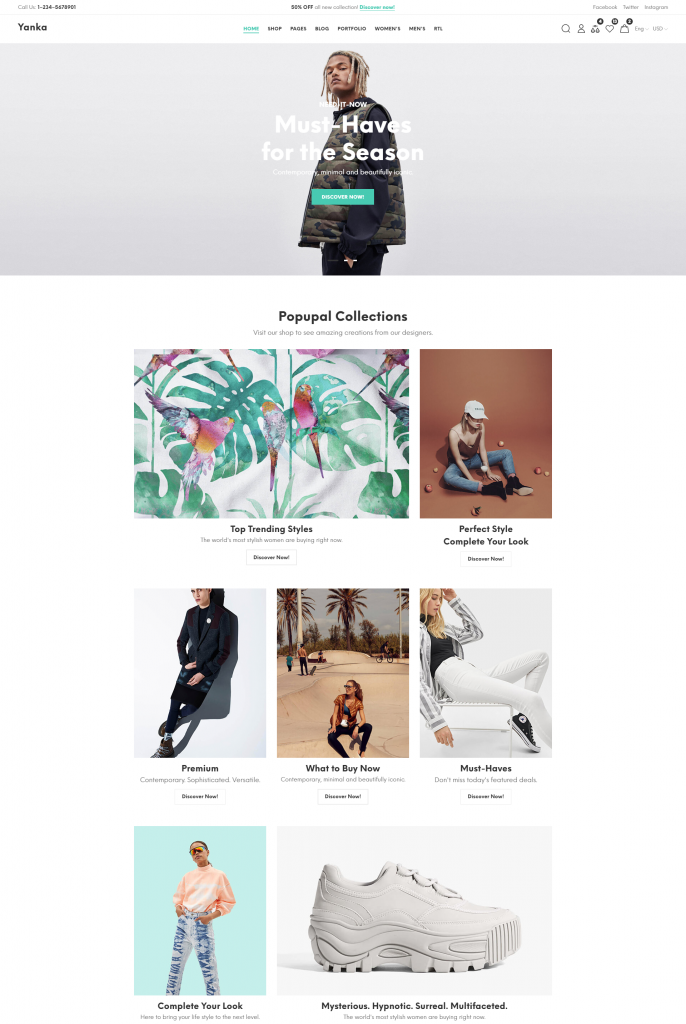 Call Us: 1-234-5678901
50% OFF all new collection! Discover now!
Facebook Twitter Instagram
Yanka
HOME SHOP PAGES BLOG PORTFOLIO WOMEN'S MEN'S RTL
4
13
2
Eng
USD
NEED-IT-NOW
Must-Haves
for the Season
Contemporary, minimal and beautifully iconic.
DISCOVER NOW!
Popupal Collections
Visit our shop to see amazing creations from our designers.
Top Trending Styles
The world's most stylish women are buying right now.
Discover Now!
Perfect Style
Complete Your Look
Discover Now!
Premium
Contemporary. Sophisticated. Versatile.
Discover Now!
What to Buy Now
Contemporary, minimal and beautifully iconic.
Discover Now!
Must-Haves
Don't miss today's featured deals.
Discover Now!
Complete Your Look
Here to bring your life style to the next level.
Mysterious. Hypnotic. Surreal. Multifaceted.
The world's most stylish women are buying right now.